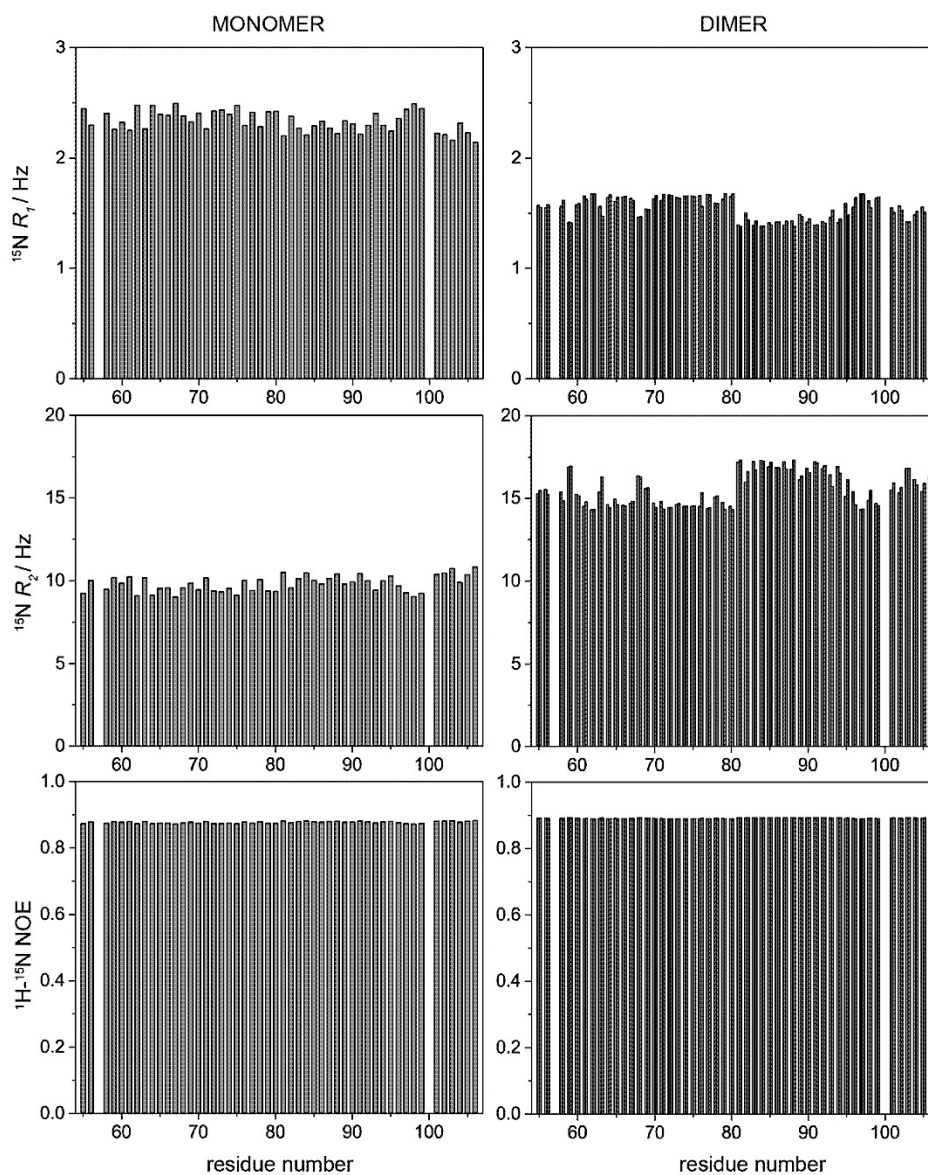 MONOMER DIMER
3 3
2 2
1 1
0 0
¹⁵N R₁ / Hz
60 70 80 90 100 60 70 80 90 100
20 20
15 15
10 10
5 5
0 0
¹⁵N R₂ / Hz
60 70 80 90 100 60 70 80 90 100
1.0 1.0
0.8 0.8
0.6 0.6
0.4 0.4
0.2 0.2
0.0 0.0
¹H-¹⁵N NOE
60 70 80 90 100 60 70 80 90 100
residue number residue number